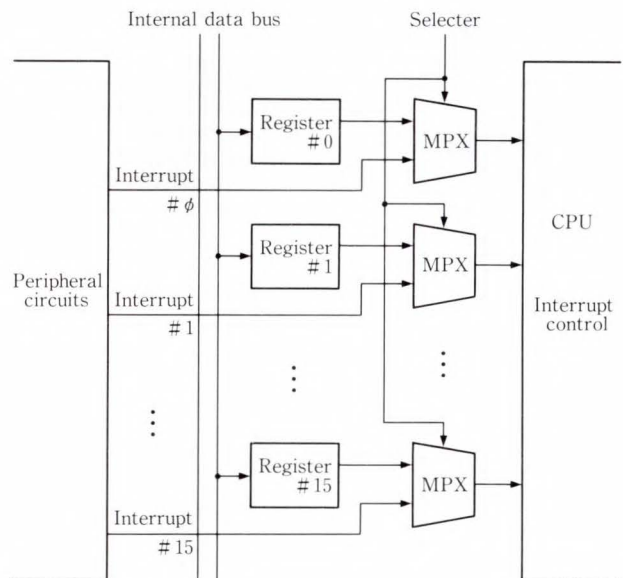 Internal data bus
Selecter
Register
#0
MPX
Interrupt
#φ
CPU
Register
#1
MPX
Peripheral
circuits
Interrupt
#1
Interrupt
control
Register
#15
MPX
Interrupt
#15